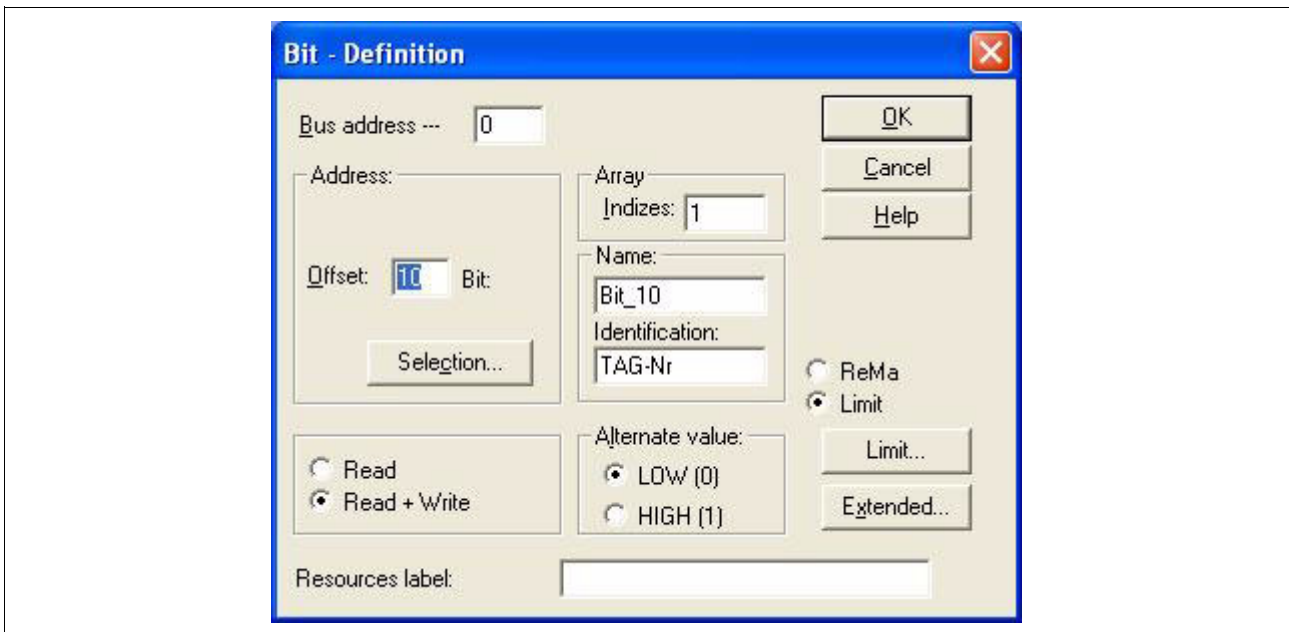 Bit - Definition
Bus address --- 0
OK
Cancel
Help
Address:
Offset: 10 Bit:
Selection...
Array
Indizes: 1
Name:
Bit_10
Identification:
TAG-Nr
ReMa
Limit
Limit...
Extended...
Read
Read + Write
Alternate value:
LOW (0)
HIGH (1)
Resources label: